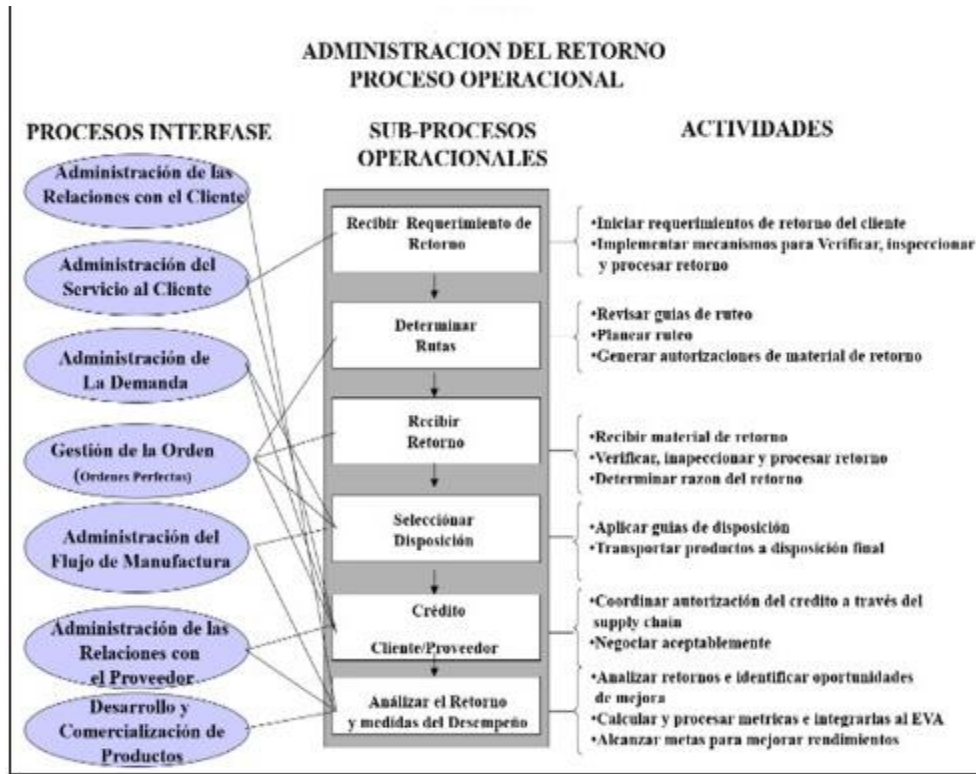 ADMINISTRACION DEL RETORNO
PROCESO OPERACIONAL
PROCESOS INTERFASE
SUB-PROCESOS
OPERACIONALES
ACTIVIDADES
Administración de las
Relaciones con el Cliente
Administración del
Servicio al Cliente
Administración de
La Demanda
Gestión de la Orden
(Ordenes Perfectas)
Administración del
Flujo de Manufactura
Administración de las
Relaciones con
el Proveedor
Desarrollo y
Comercialización de
Productos
Recibir Requerimiento de
Retorno
Determinar
Rutas
Recibir
Retorno
Selecciónar
Disposición
Crédito
Cliente/Proveedor
Análizar el Retorno
y medidas del Desempeño
•Iniciar requerimientos de retorno del cliente
•Implementar mecanismos para Verificar, inspeccionar
y procesar retorno
•Revisar guias de ruteo
•Planear ruteo
•Generar autorizaciones de material de retorno
•Recibir material de retorno
•Verificar, inapeccionar y procesar retorno
•Determinar razon del retorno
•Aplicar guias de disposición
•Transportar productos a disposición final
•Coordinar autorización del credito a través del
supply chain
•Negociar aceptablemente
•Analizar retornos e identificar oportunidades
de mejora
•Calcular y procesar metricas e integrarlas al EVA
•Alcanzar metas para mejorar rendimientos